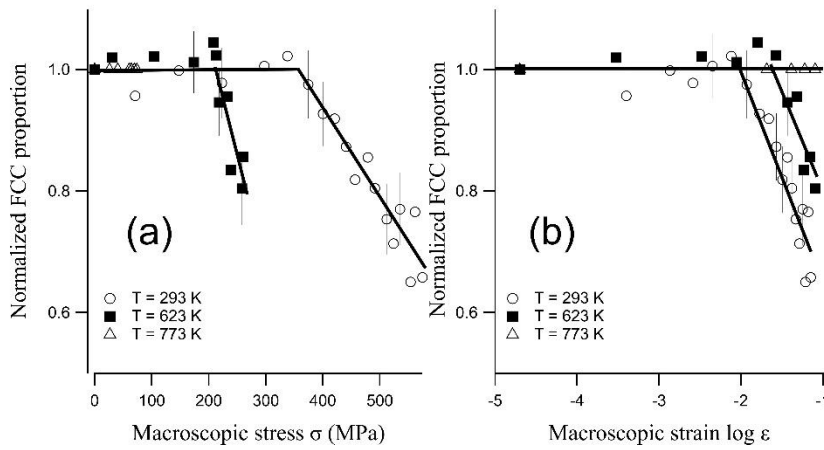 1.0
0.8
0.6
Normalized FCC proportion
(a)
T = 293 K
T = 623 K
T = 773 K
0 100 200 300 400 500
Macroscopic stress σ (MPa)
1.0
0.8
0.6
Normalized FCC proportion
(b)
T = 293 K
T = 623 K
T = 773 K
-5 -4 -3 -2 -1
Macroscopic strain log ε